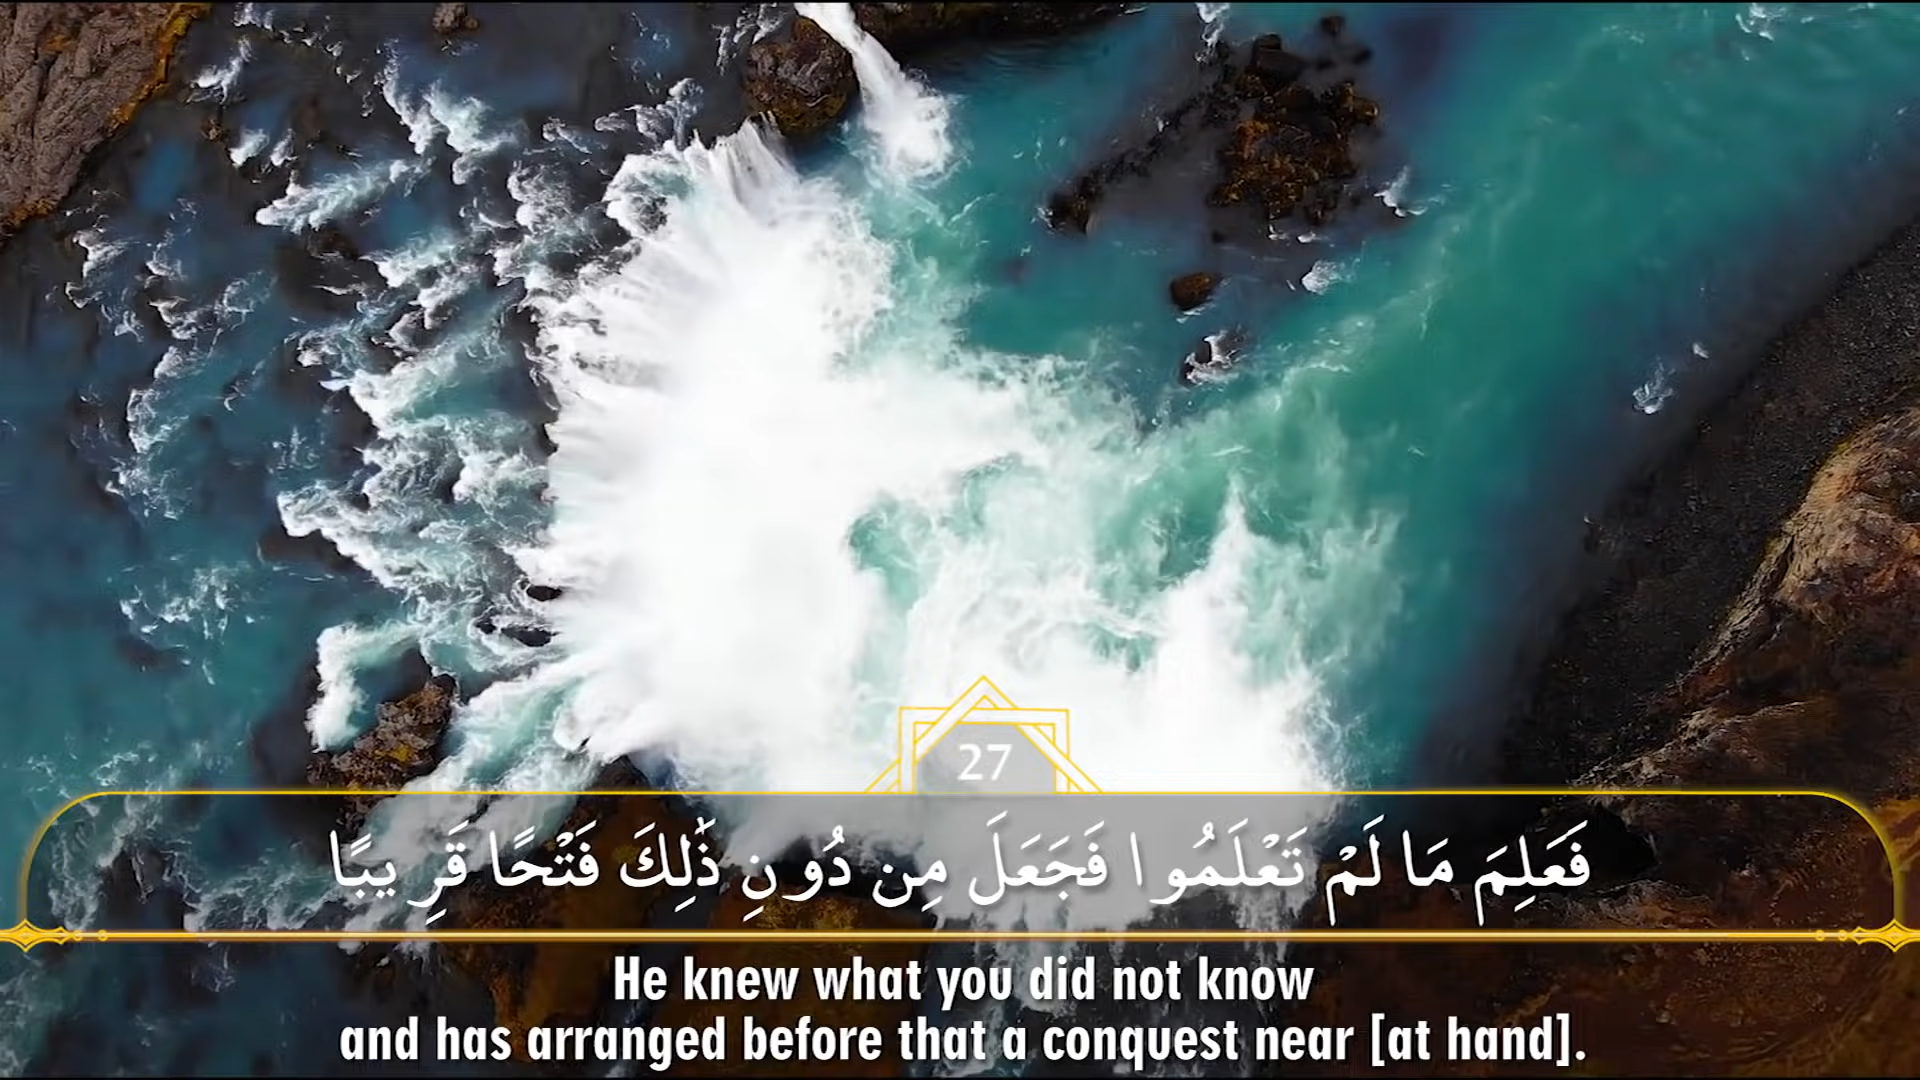 27
فَعَلِمَ مَا لَمْ تَعْلَمُوا فَجَعَلَ مِن دُونِ ذَٰلِكَ فَتْحًا قَرِيبًا
He knew what you did not know
and has arranged before that a conquest near [at hand].